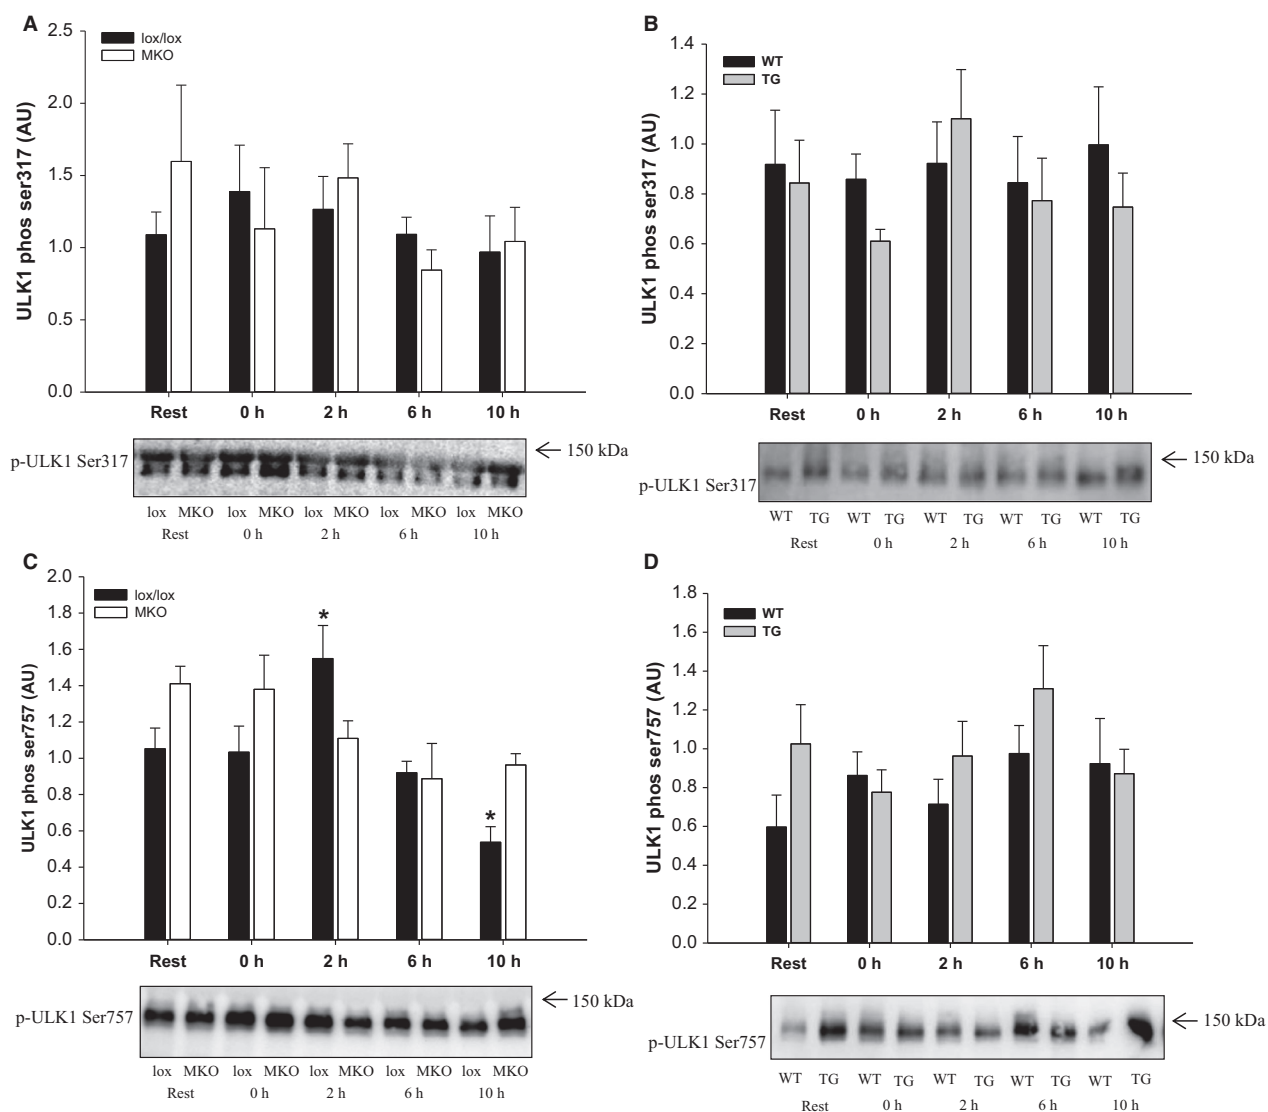 A
2.5
2.0
1.5
1.0
0.5
0.0
ULK1 phos ser317 (AU)
lox/lox
MKO
Rest 0 h 2 h 6 h 10 h
p-ULK1 Ser317
150 kDa
lox MKO lox MKO lox MKO lox MKO lox MKO
Rest 0 h 2 h 6 h 10 h
B
1.4
1.2
1.0
0.8
0.6
0.4
0.2
0.0
ULK1 phos ser317 (AU)
WT
TG
Rest 0 h 2 h 6 h 10 h
p-ULK1 Ser317
150 kDa
WT TG WT TG WT TG WT TG WT TG
Rest 0 h 2 h 6 h 10 h
C
2.0
1.8
1.6
1.4
1.2
1.0
0.8
0.6
0.4
0.2
0.0
ULK1 phos ser757 (AU)
lox/lox
MKO
*
*
Rest 0 h 2 h 6 h 10 h
p-ULK1 Ser757
150 kDa
lox MKO lox MKO lox MKO lox MKO lox MKO
Rest 0 h 2 h 6 h 10 h
D
1.8
1.6
1.4
1.2
1.0
0.8
0.6
0.4
0.2
0.0
ULK1 phos ser757 (AU)
WT
TG
Rest 0 h 2 h 6 h 10 h
p-ULK1 Ser757
150 kDa
WT TG WT TG WT TG WT TG WT TG
Rest 0 h 2 h 6 h 10 h